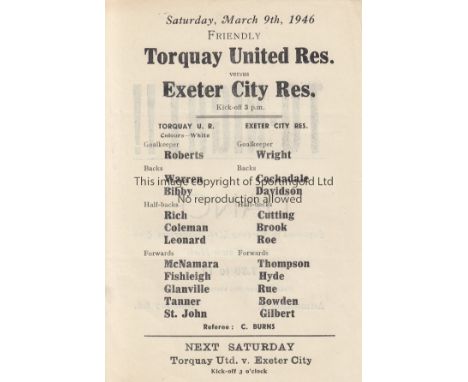 Saturday, March 9th, 1946
FRIENDLY
Torquay United Res.
versus
Exeter City Res.
Kick-off 3 p.m.
TORQUAY U. R. EXETER CITY RES.
Colours—White
Goalkeeper Goalkeeper
Roberts Wright
Backs Backs
Warren Cockadale
This image copyright of Sportingold Ltd
Bibby Davidson
No reproduction allowed
Half-backs Half-backs
Rich Cutting
Coleman Brook
Leonard Roe
Forwards Forwards
McNamara Thompson
Fishleigh Hyde
Glanville Rue
Tanner Bowden
St. John Gilbert
Referee : C. BURNS
NEXT SATURDAY
Torquay Utd. v. Exeter City
Kick-off 3 o'clock